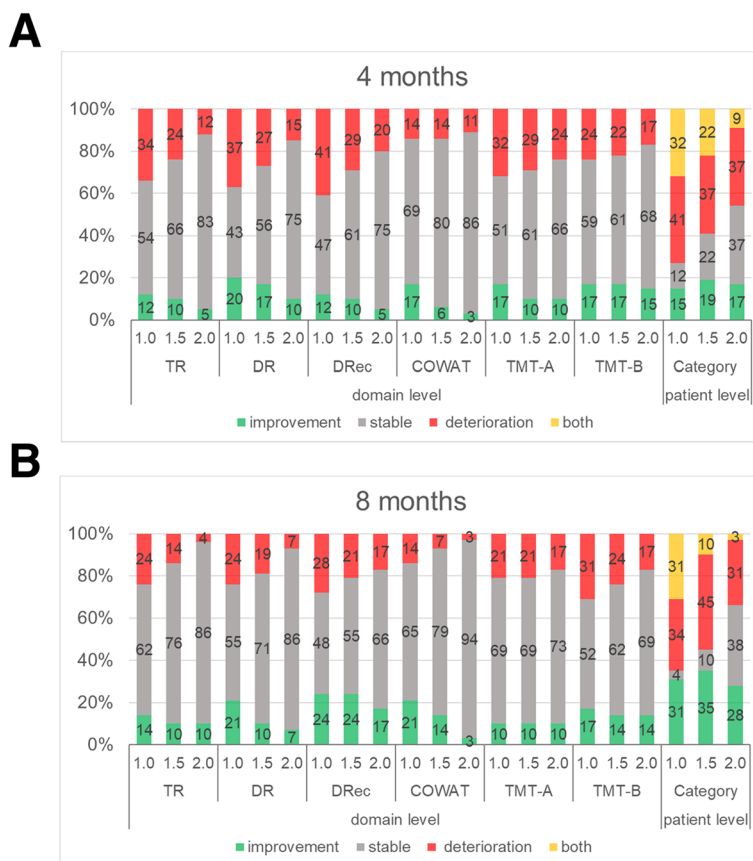 A
4 months
100%
34 24 12 37 27 15 41 29 20 14 14 11 32 29 24 24 22 17 32 22 9
80%
41 37 37
60%
54 66 83 43 56 75 47 61 75 69 80 86 51 61 66 59 61 68 12 22 37
40%
20%
12 10 5 20 17 10 12 10 5 17 6 3 17 10 10 17 17 15 15 19 17
0%
1.0 1.5 2.0 1.0 1.5 2.0 1.0 1.5 2.0 1.0 1.5 2.0 1.0 1.5 2.0 1.0 1.5 2.0 1.0 1.5 2.0
TR DR DRec COWAT TMT-A TMT-B Category
domain level patient level
improvement stable deterioration both
B
8 months
100%
24 14 4 24 19 7 28 21 17 14 7 3 21 21 17 31 24 17 31 10 3
80%
34 45 31
60%
62 76 86 55 71 86 48 55 66 65 79 94 69 69 73 52 62 69 4 10 38
40%
20%
14 10 10 21 10 7 24 24 17 21 14 3 10 10 10 17 14 14 31 35 28
0%
1.0 1.5 2.0 1.0 1.5 2.0 1.0 1.5 2.0 1.0 1.5 2.0 1.0 1.5 2.0 1.0 1.5 2.0 1.0 1.5 2.0
TR DR DRec COWAT TMT-A TMT-B Category
domain level patient level
improvement stable deterioration both